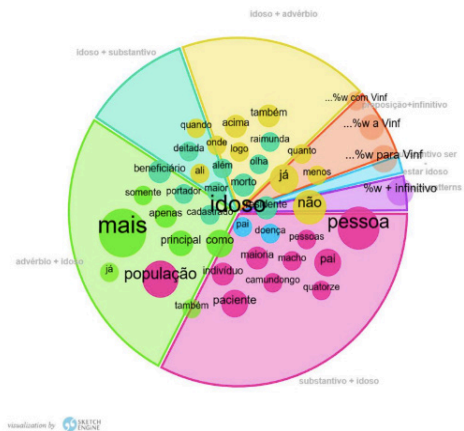 idoso + advérbio
idoso + substantivo
...%w com Vinf
também
preposição+infinitivo
acima
quando
onde
...%w a Vinf
deitada
logo
raimunda
quanto
...%w para Vinf
beneficiário
ali
além
olha
estar idoso
somente
portador
maior
morto
já
menos
%w + infinitivo
apenas
cadastrado
idoso
não
mais
pai
pessoa
principal
como
doença
pessoas
advérbio + idoso
maioria
macho
pai
já
população
indivíduo
camundongo
quatorze
também
paciente
substantivo + idoso
visualization by SKETCH ENGINE